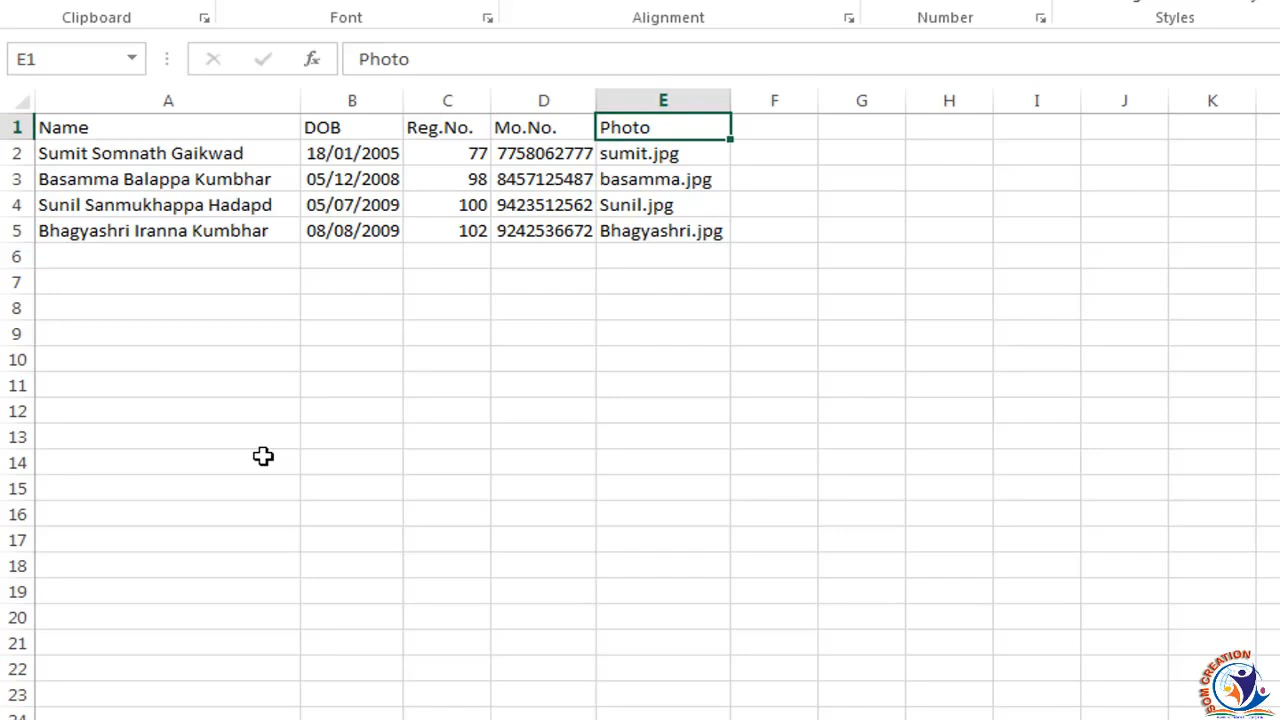 Clipboard Font Alignment Number Styles
E1 fx Photo
A B C D E F G H I J K
1 Name DOB Reg.No. Mo.No. Photo
2 Sumit Somnath Gaikwad 18/01/2005 77 7758062777 sumit.jpg
3 Basamma Balappa Kumbhar 05/12/2008 98 8457125487 basamma.jpg
4 Sunil Sanmukhappa Hadapd 05/07/2009 100 9423512562 Sunil.jpg
5 Bhagyashri Iranna Kumbhar 08/08/2009 102 9242536672 Bhagyashri.jpg
6
7
8
9
10
11
12
13
14
15
16
17
18
19
20
21
22
23
SOM CREATION